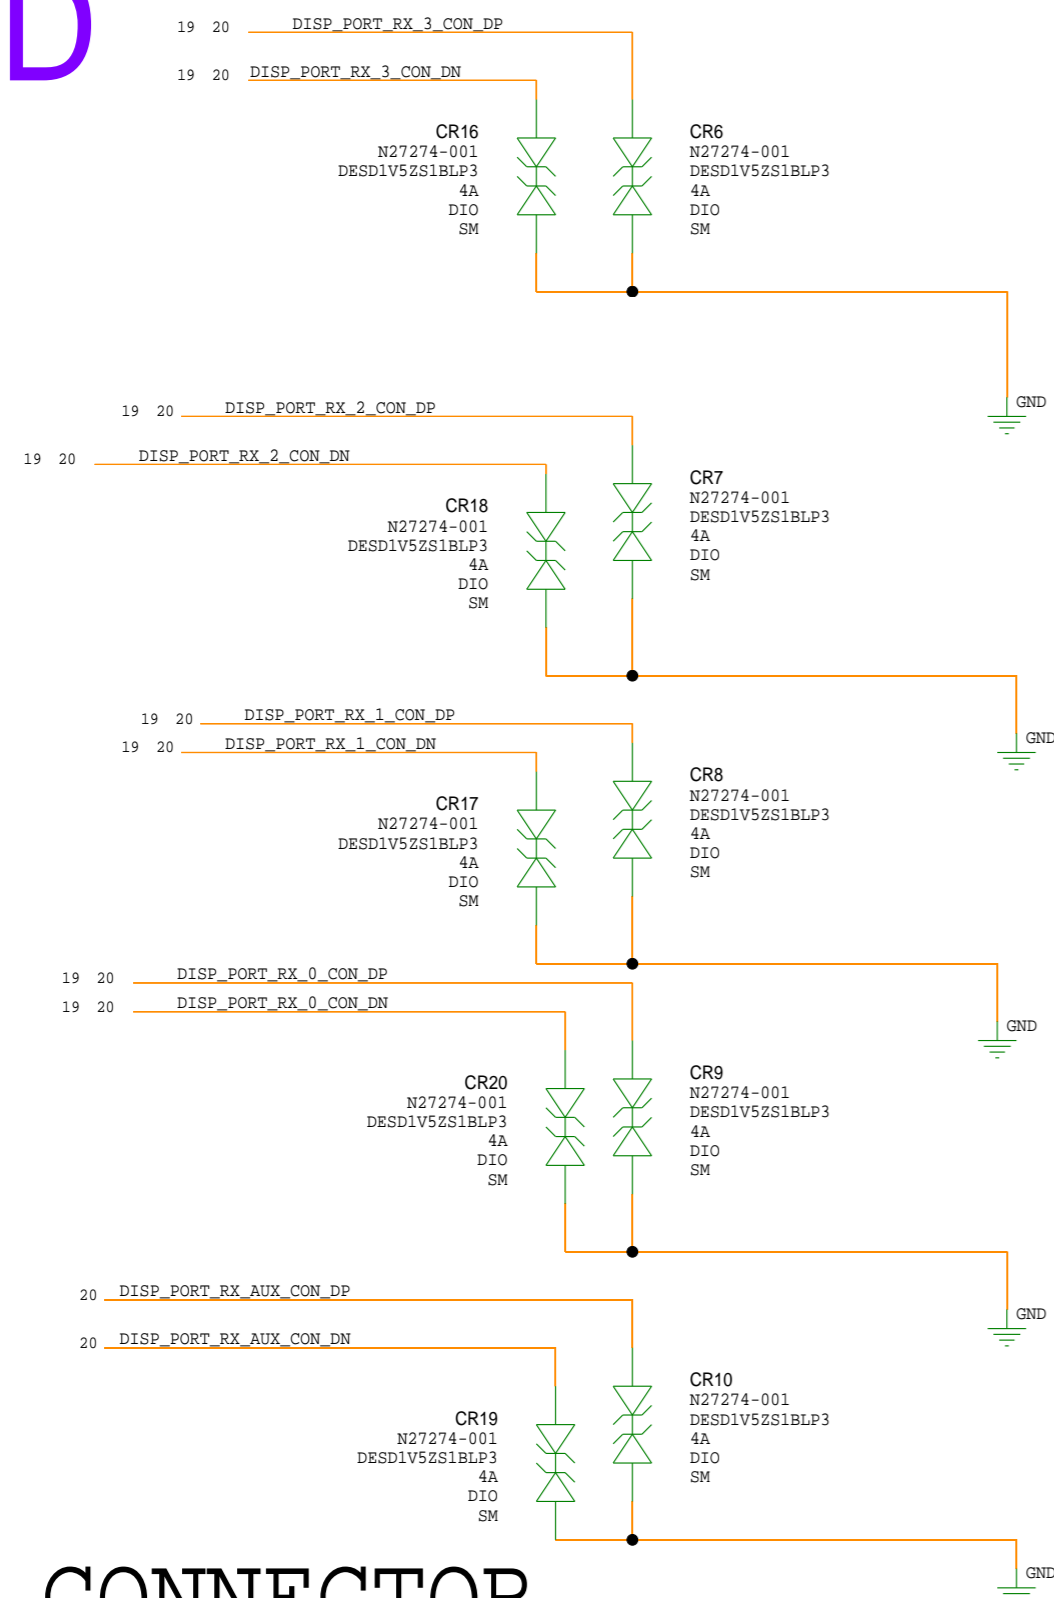 D
19 20 DISP_PORT_RX_3_CON_DP
19 20 DISP_PORT_RX_3_CON_DN
CR16
N27274-001
DESD1V5ZS1BLP3
4A
DIO
SM
CR6
N27274-001
DESD1V5ZS1BLP3
4A
DIO
SM
GND
19 20 DISP_PORT_RX_2_CON_DP
19 20 DISP_PORT_RX_2_CON_DN
CR18
N27274-001
DESD1V5ZS1BLP3
4A
DIO
SM
CR7
N27274-001
DESD1V5ZS1BLP3
4A
DIO
SM
GND
19 20 DISP_PORT_RX_1_CON_DP
19 20 DISP_PORT_RX_1_CON_DN
CR17
N27274-001
DESD1V5ZS1BLP3
4A
DIO
SM
CR8
N27274-001
DESD1V5ZS1BLP3
4A
DIO
SM
GND
19 20 DISP_PORT_RX_0_CON_DP
19 20 DISP_PORT_RX_0_CON_DN
CR20
N27274-001
DESD1V5ZS1BLP3
4A
DIO
SM
CR9
N27274-001
DESD1V5ZS1BLP3
4A
DIO
SM
GND
20 DISP_PORT_RX_AUX_CON_DP
20 DISP_PORT_RX_AUX_CON_DN
CR19
N27274-001
DESD1V5ZS1BLP3
4A
DIO
SM
CR10
N27274-001
DESD1V5ZS1BLP3
4A
DIO
SM
GND
CONNECTOR